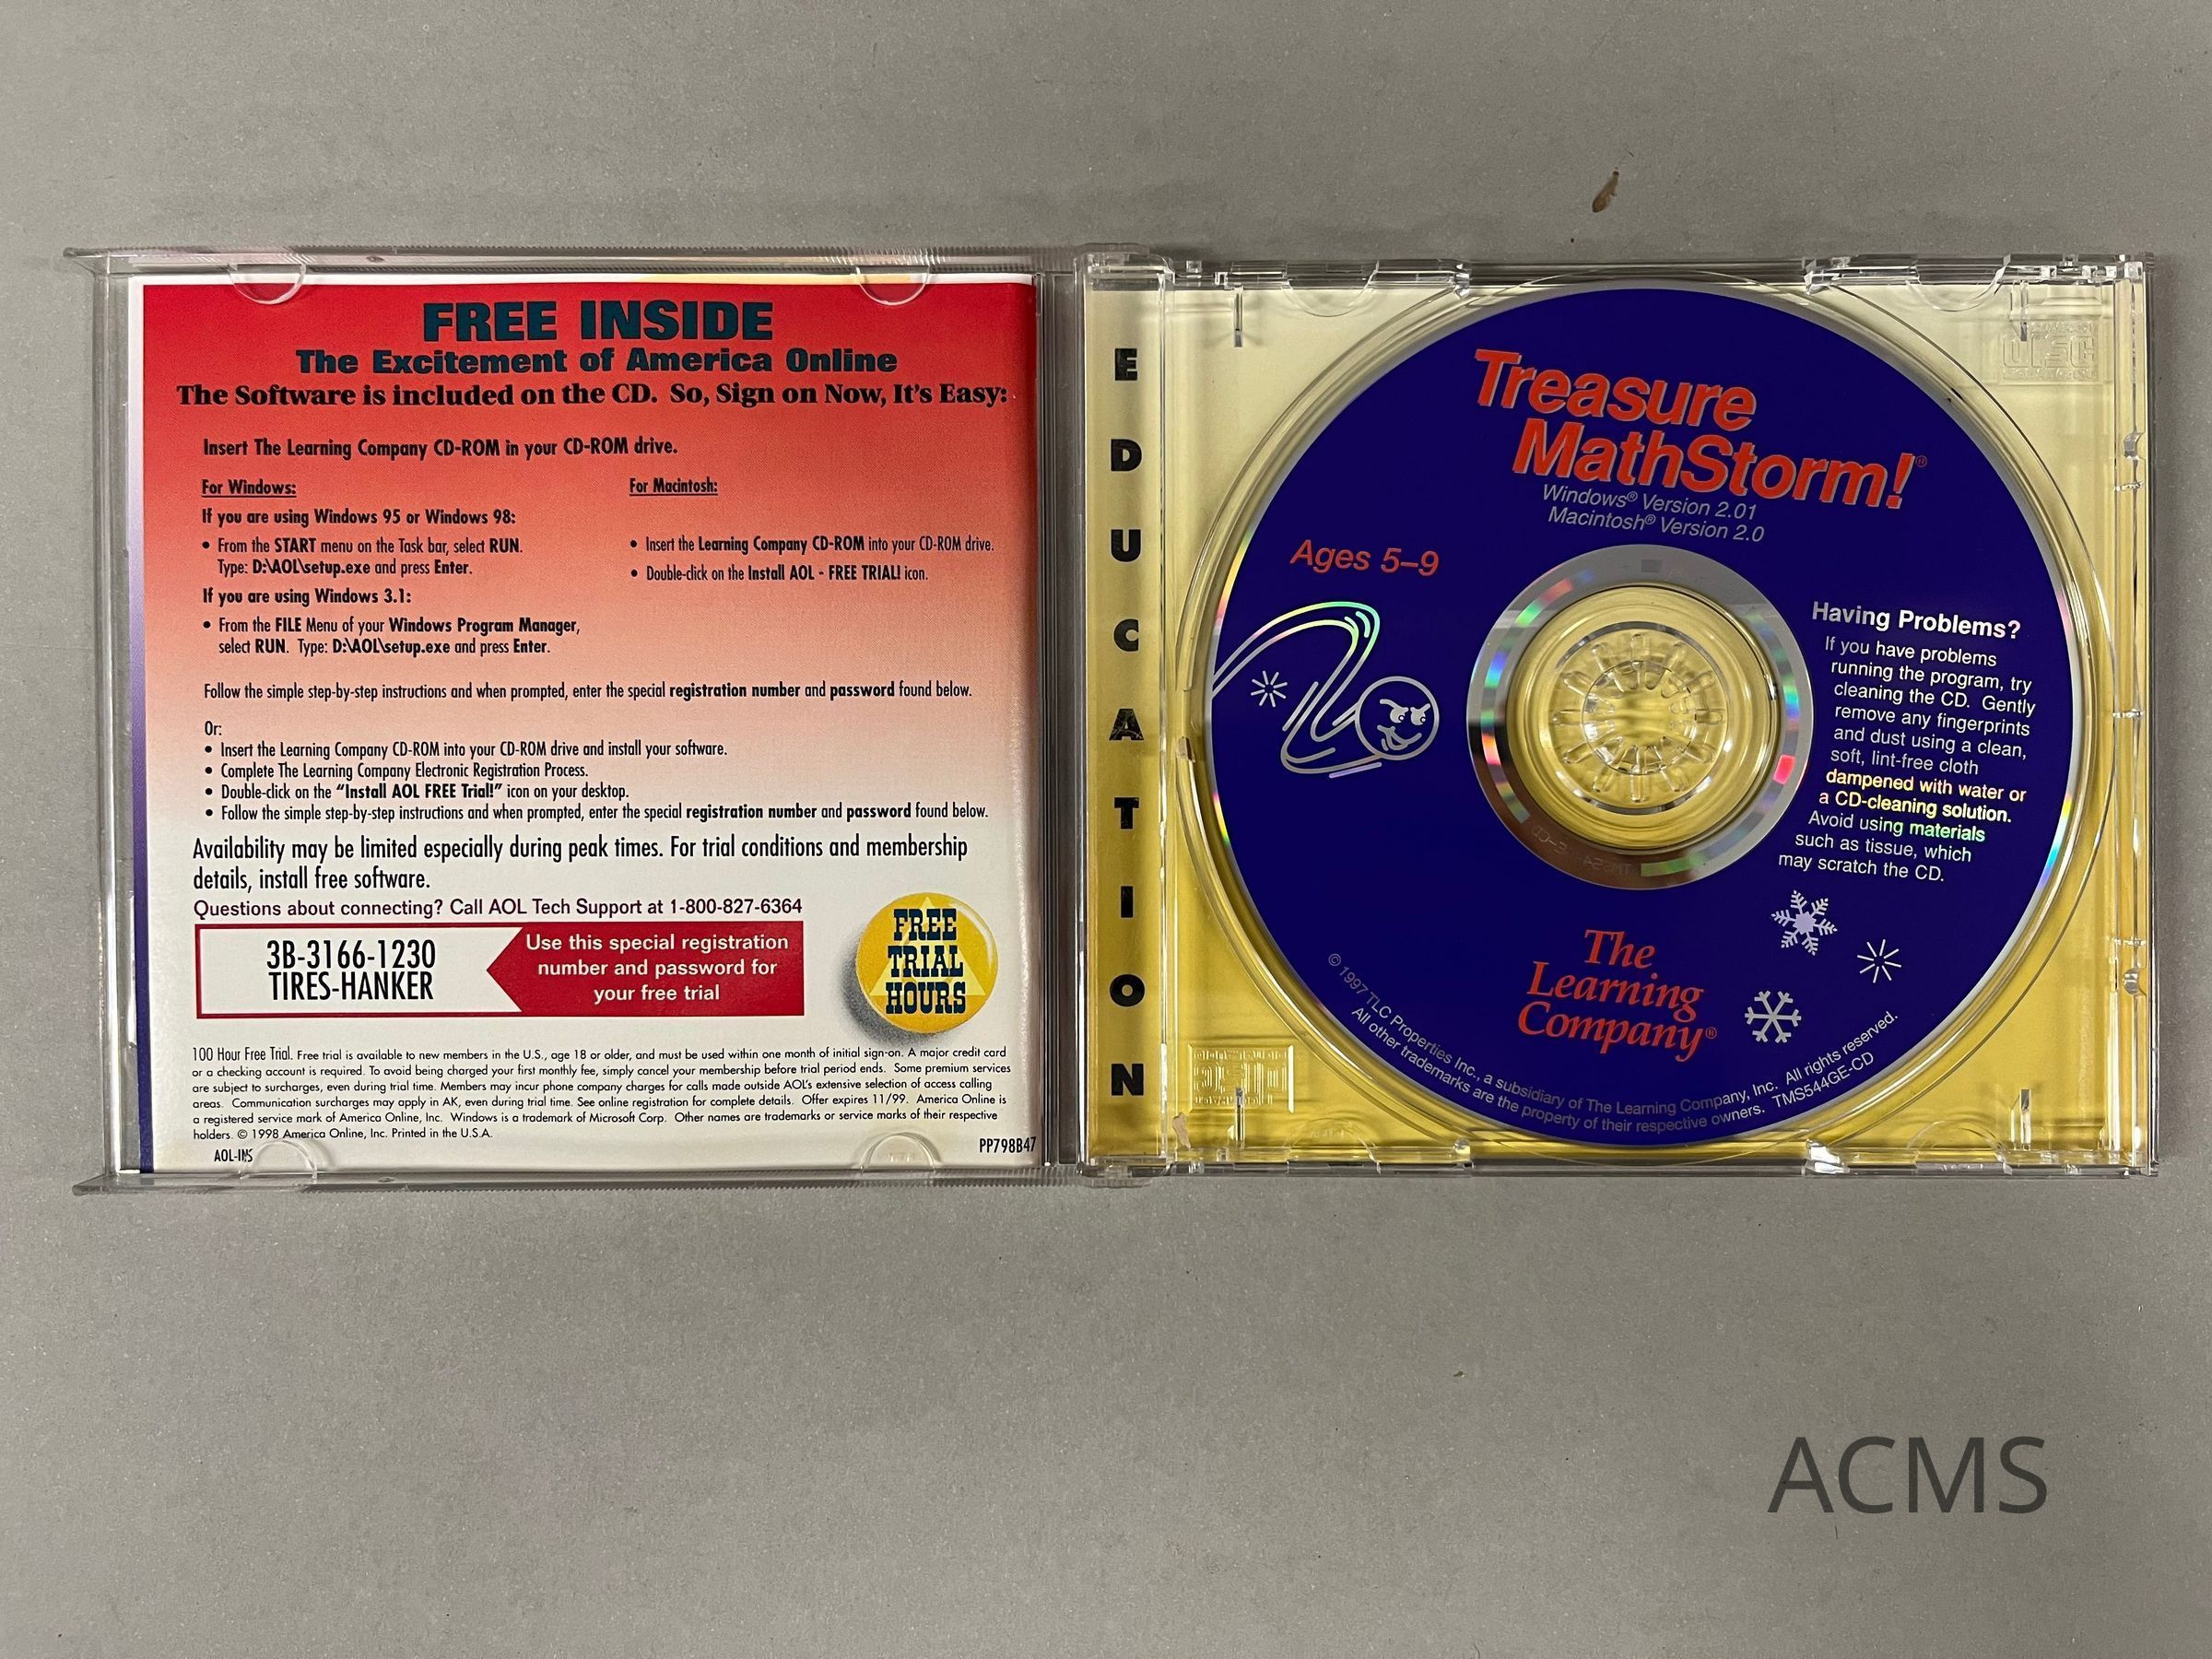 FREE INSIDE
The Excitement of America Online
The Software is included on the CD. So, Sign on Now, It's Easy:
Insert The Learning Company CD-ROM in your CD-ROM drive.
For Windows:
If you are using Windows 95 or Windows 98:
• From the START menu on the Task bar, select RUN.
Type: D:\AOL\setup.exe and press Enter.
If you are using Windows 3.1:
• From the FILE Menu of your Windows Program Manager,
select RUN. Type: D:\AOL\setup.exe and press Enter.
For Macintosh:
• Insert the Learning Company CD-ROM into your CD-ROM drive.
• Double-click on the Install AOL - FREE TRIAL! icon.
Follow the simple step-by-step instructions and when prompted, enter the special registration number and password found below.
Or:
• Insert the Learning Company CD-ROM into your CD-ROM drive and install your software.
• Complete The Learning Company Electronic Registration Process.
• Double-click on the "Install AOL FREE Trial!" icon on your desktop.
• Follow the simple step-by-step instructions and when prompted, enter the special registration number and password found below.
Availability may be limited especially during peak times. For trial conditions and membership
details, install free software.
Questions about connecting? Call AOL Tech Support at 1-800-827-6364
3B-3166-1230
TIRES-HANKER
Use this special registration
number and password for
your free trial
FREE
TRIAL
HOURS
100 Hour Free Trial. Free trial is available to new members in the U.S., age 18 or older, and must be used within one month of initial sign-on. A major credit card
or a checking account is required. To avoid being charged your first monthly fee, simply cancel your membership before trial period ends. Some premium services
are subject to surcharges, even during trial time. Members may incur phone company charges for calls made outside AOL's extensive selection of access calling
areas. Communication surcharges may apply in AK, even during trial time. See online registration for complete details. Offer expires 11/99. America Online is
a registered service mark of America Online, Inc. Windows is a trademark of Microsoft Corp. Other names are trademarks or service marks of their respective
holders. © 1998 America Online, Inc. Printed in the U.S.A.
AOL-INS
PP798B47
EDUCATION
Treasure
MathStorm!®
Windows® Version 2.01
Macintosh® Version 2.0
Ages 5–9
Having Problems?
If you have problems
running the program, try
cleaning the CD. Gently
remove any fingerprints
and dust using a clean,
soft, lint-free cloth
dampened with water or
a CD-cleaning solution.
Avoid using materials
such as tissue, which
may scratch the CD.
The
Learning
Company®
© 1997 TLC Properties Inc., a subsidiary of The Learning Company, Inc. All rights reserved.
All other trademarks are the property of their respective owners. TMS544GE-CD
ACMS